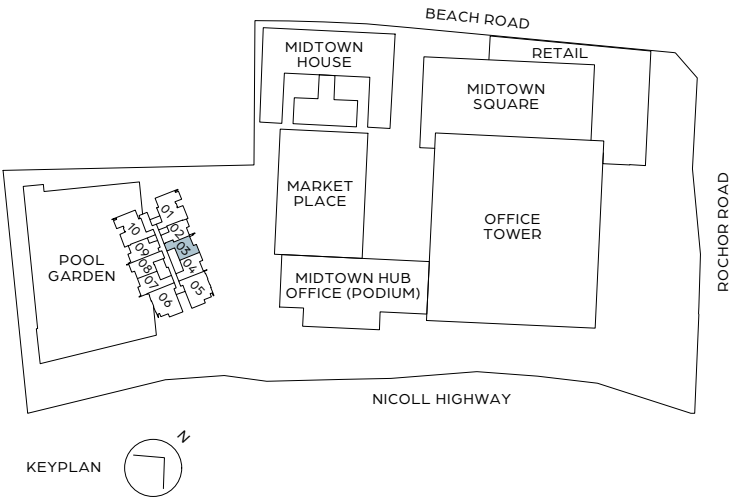 BEACH ROAD
MIDTOWN
HOUSE
RETAIL
MIDTOWN
SQUARE
MARKET
PLACE
OFFICE
TOWER
ROCHOR ROAD
01
02
03
04
05
10
09
08
07
06
POOL
GARDEN
MIDTOWN HUB
OFFICE (PODIUM)
NICOLL HIGHWAY
N
KEYPLAN